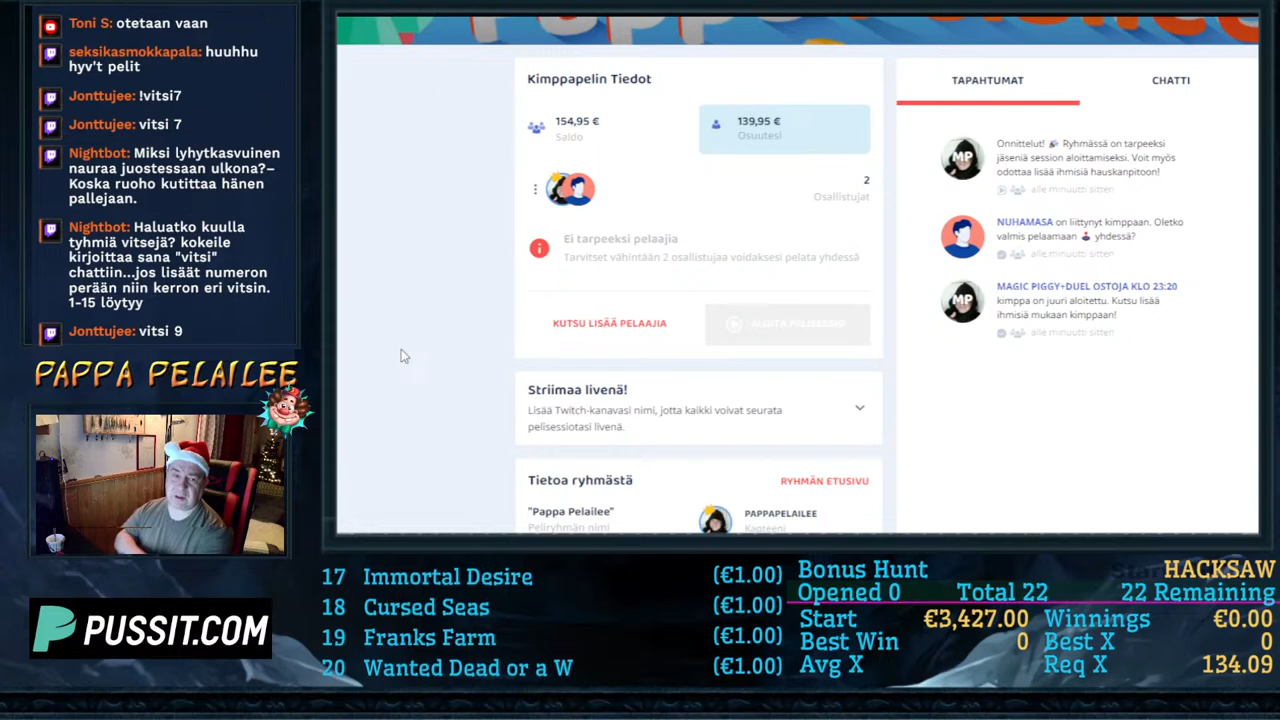 Toni S: otetaan vaan
seksikasmokkapala: huuhhu
hyv't pelit
Jonttujee: !vitsi7
Jonttujee: vitsi 7
Nightbot: Miksi lyhytkasvuinen
nauraa juostessaan ulkona?–
Koska ruoho kutittaa hänen
pallejaan.
Nightbot: Haluatko kuulla
tyhmiä vitsejä? kokeile
kirjoittaa sana "vitsi"
chattiin...jos lisäät numeron
perään niin kerron eri vitsin.
1-15 löytyy
Jonttujee: vitsi 9
PAPPA PELAILEE
PUSSIT.COM
Kimppapelin Tiedot
154,95 €
Saldo
139,95 €
Osuutesi
2
Osallistujat
Ei tarpeeksi pelaajia
Tarvitset vähintään 2 osallistujaa voidaksesi pelata yhdessä
KUTSU LISÄÄ PELAAJIA
ALOITA PELISESSIO
Striimaa livenä!
Lisää Twitch-kanavasi nimi, jotta kaikki voivat seurata
pelisessiotasi livenä.
Tietoa ryhmästä
RYHMÄN ETUSIVU
"Pappa Pelailee"
Peliryhmän nimi
PAPPAPELAILEE
Kapteeni
TAPAHTUMAT
CHATTI
MP
Onnittelut! Ryhmässä on tarpeeksi
jäseniä session aloittamiseksi. Voit myös
odottaa lisää ihmisiä hauskanpitoon!
alle minuutti sitten
NUHAMASA on liittynyt kimppaan. Oletko
valmis pelaamaan yhdessä?
alle minuutti sitten
MP
MAGIC PIGGY+DUEL OSTOJA KLO 23:20
kimppa on juuri aloitettu. Kutsu lisää
ihmisiä mukaan kimppaan!
alle minuutti sitten
17 Immortal Desire (€1.00)
18 Cursed Seas (€1.00)
19 Franks Farm (€1.00)
20 Wanted Dead or a W (€1.00)
Bonus Hunt HACKSAW
Opened 0 Total 22 22 Remaining
Start €3,427.00 Winnings €0.00
Best Win 0 Best X 0
Avg X Req X 134.09